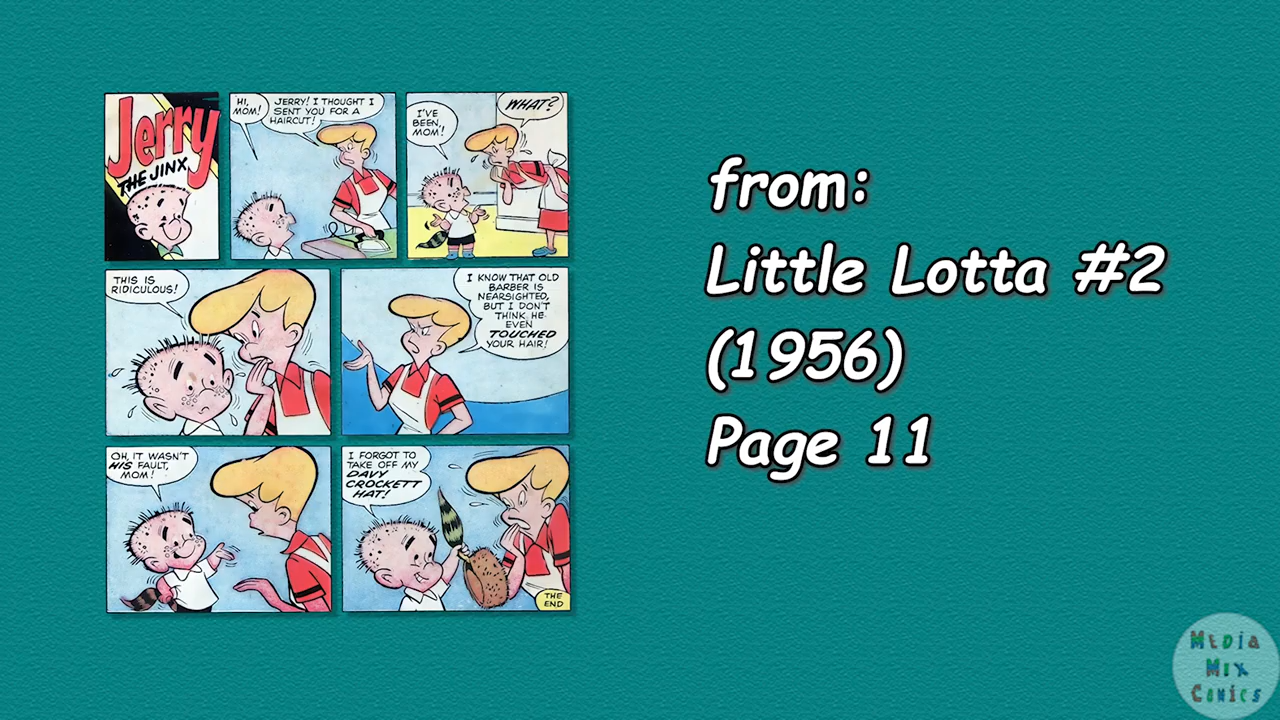 Jerry
THE JINX
HI,
MOM!
JERRY! I THOUGHT I
SENT YOU FOR A
HAIRCUT!
I'VE
BEEN,
MOM!
WHAT?
THIS IS
RIDICULOUS!
I KNOW THAT OLD
BARBER IS
NEARSIGHTED,
BUT I DON'T
THINK HE
EVEN
TOUCHED
YOUR HAIR!
OH, IT WASN'T
HIS FAULT,
MOM!
I FORGOT TO
TAKE OFF MY
DAVY
CROCKETT
HAT!
THE
END
from:
Little Lotta #2
(1956)
Page 11
MEDiA
MiX
COMiCS